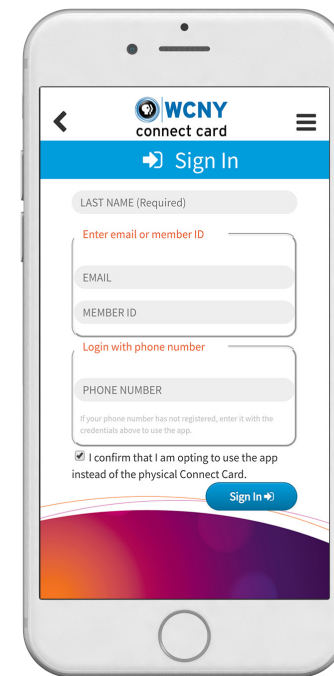 WCNY
connect card
Sign In
LAST NAME (Required)
Enter email or member ID
EMAIL
MEMBER ID
Login with phone number
PHONE NUMBER
If your phone number has not registered, enter it with the
credentials above to use the app.
I confirm that I am opting to use the app
instead of the physical Connect Card.
Sign In